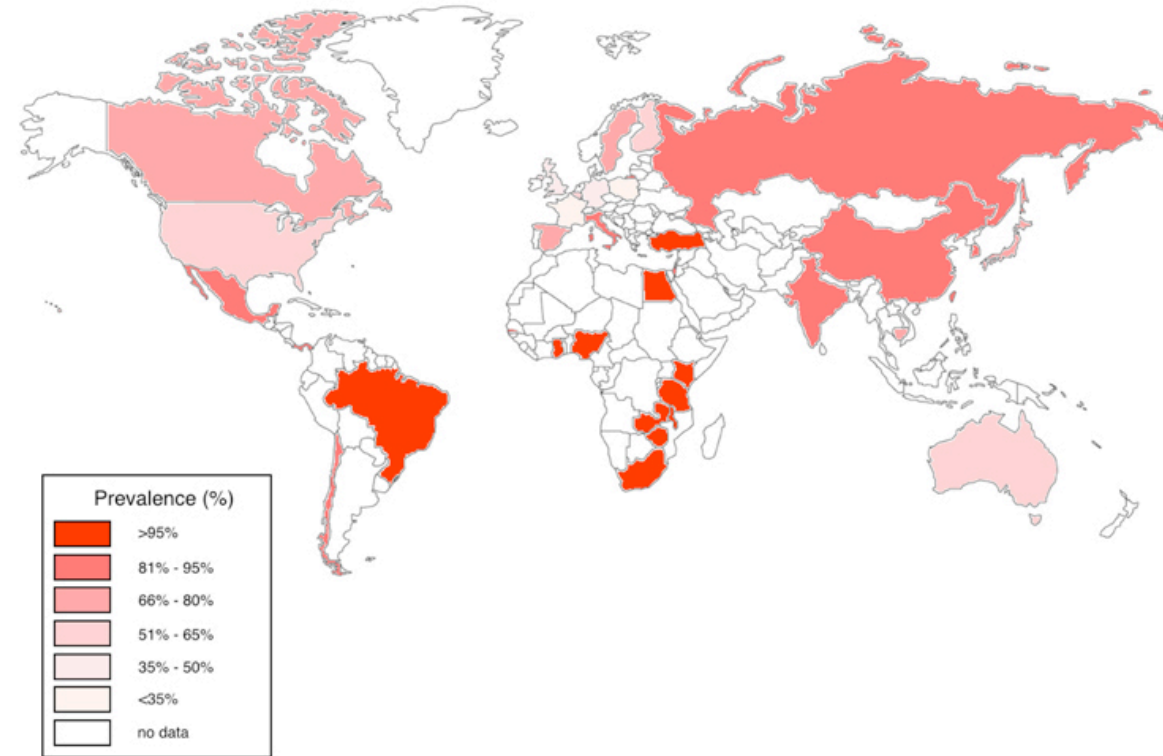 Prevalence (%)
>95%
81% - 95%
66% - 80%
51% - 65%
35% - 50%
<35%
no data